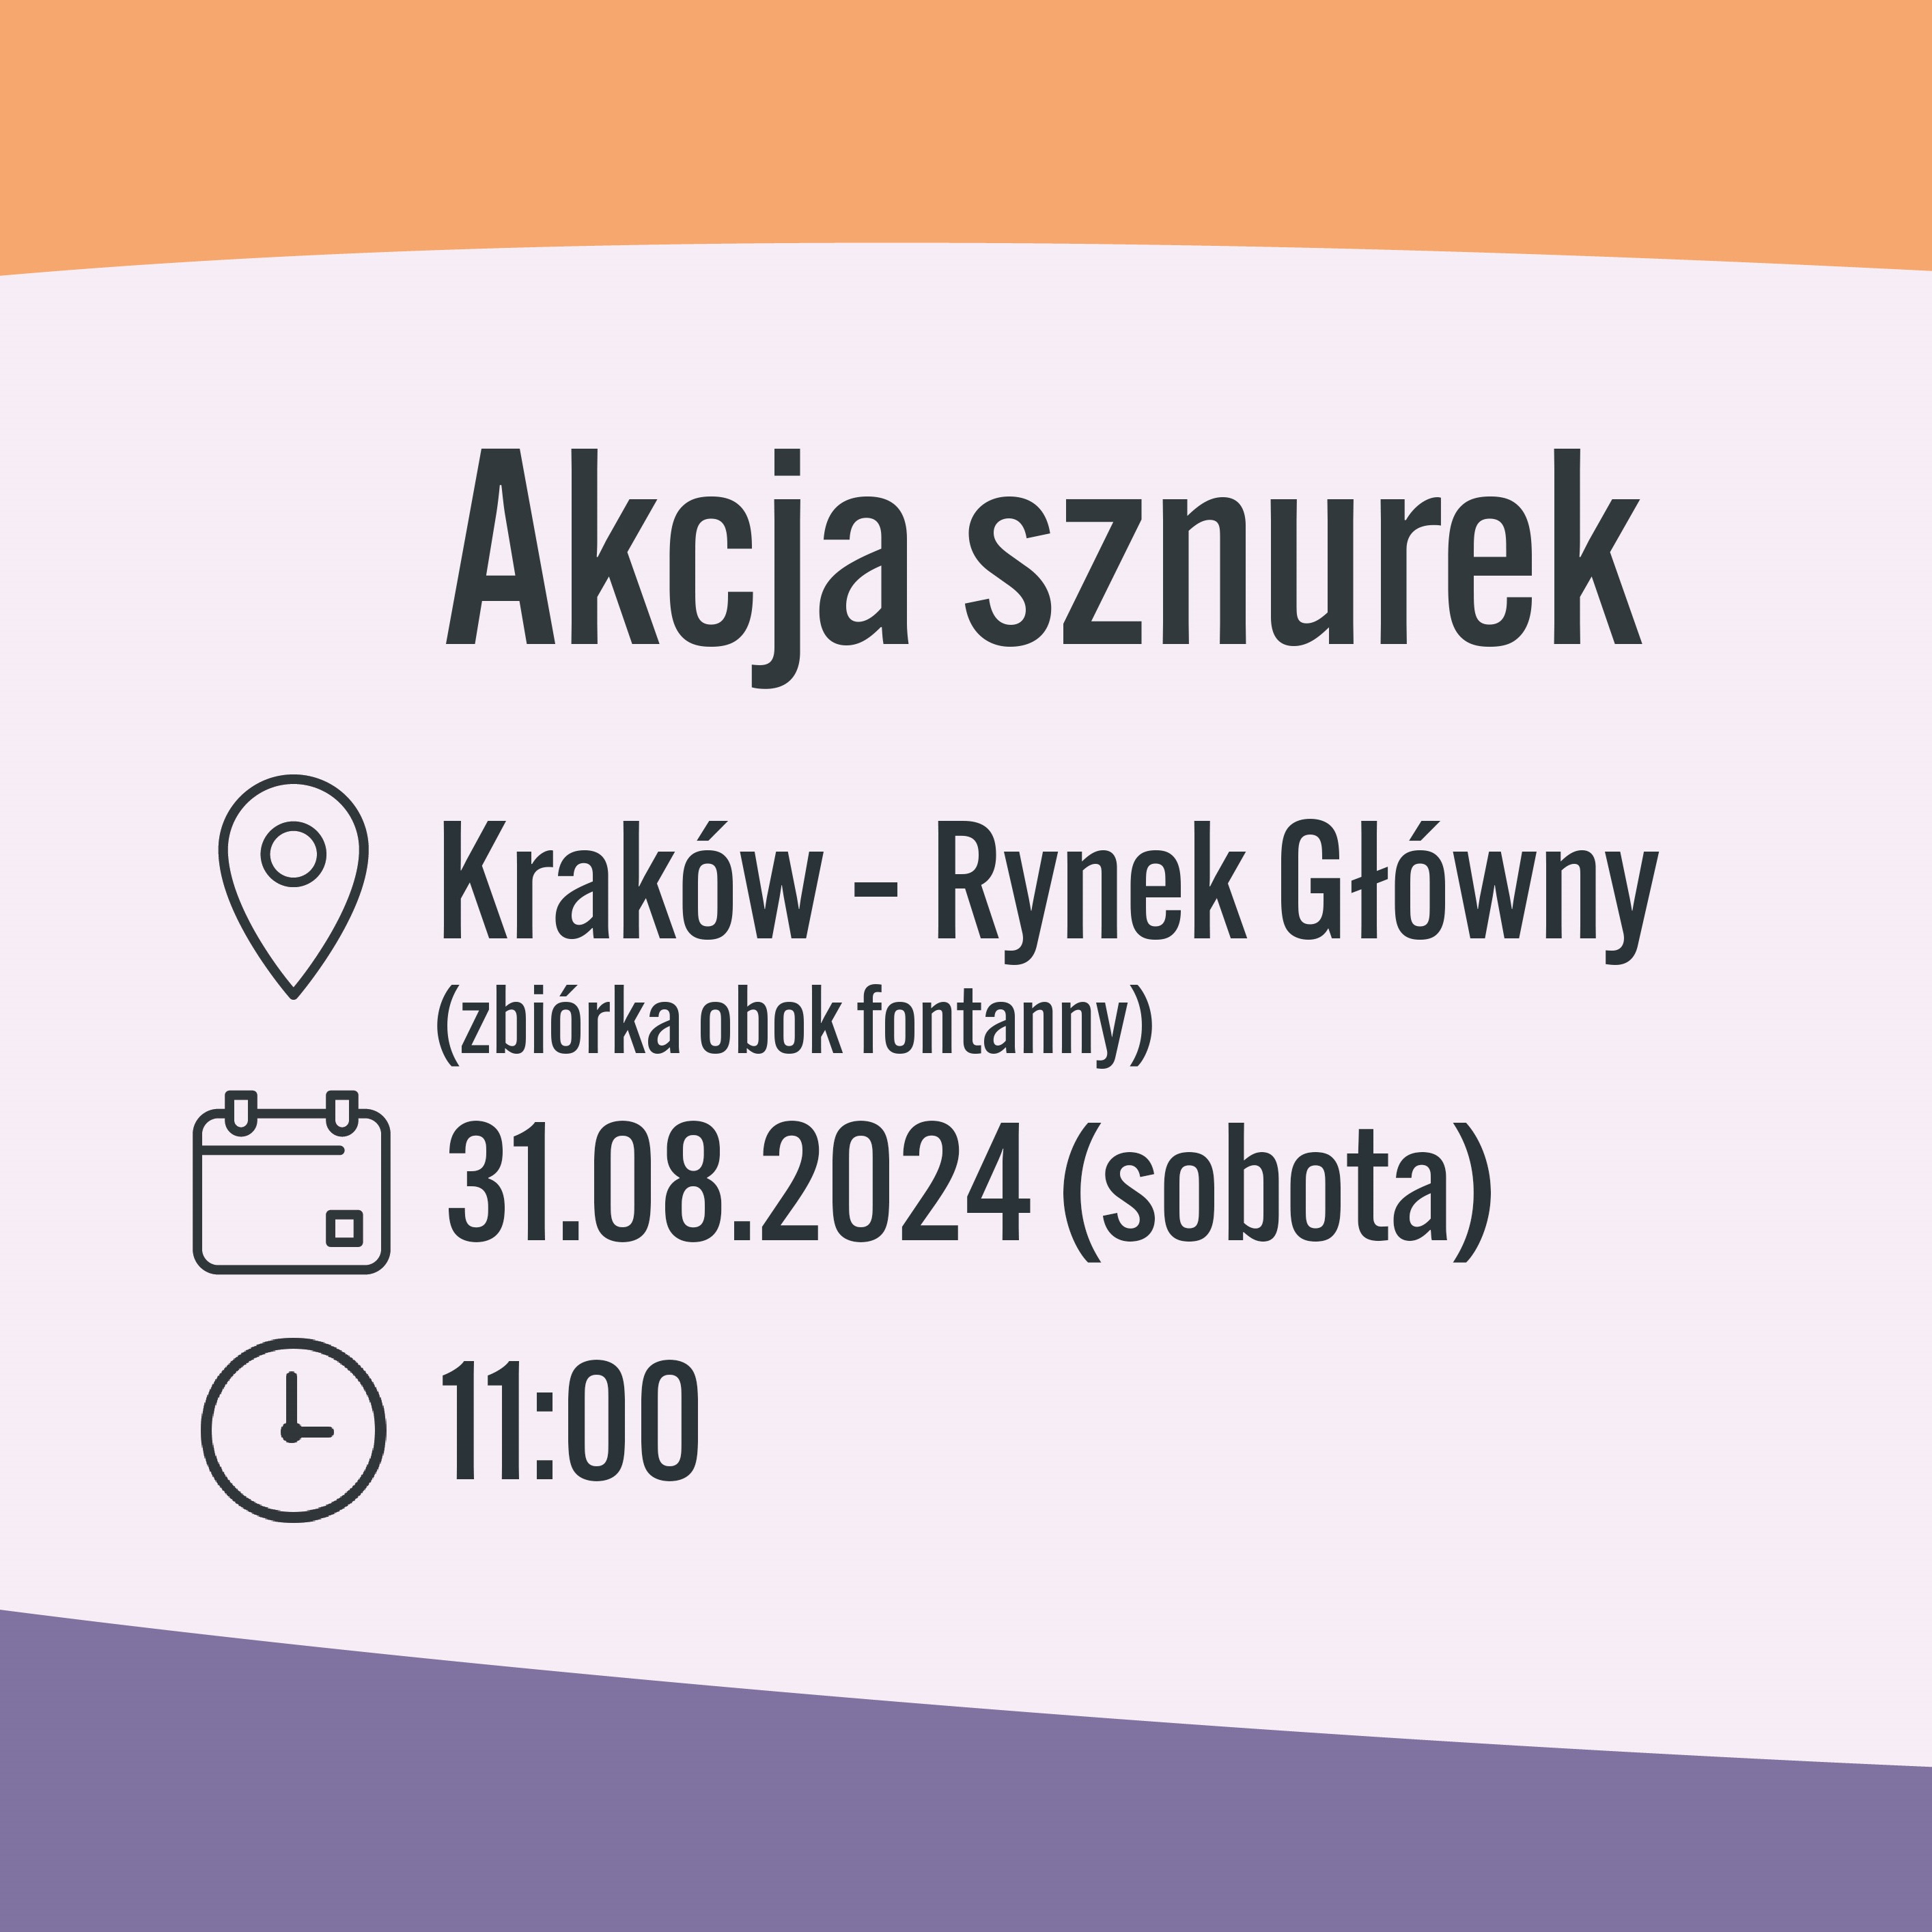 Akcja sznurek
Kraków - Rynek Główny
(zbiórka obok fontanny)
31.08.2024 (sobota)
11:00